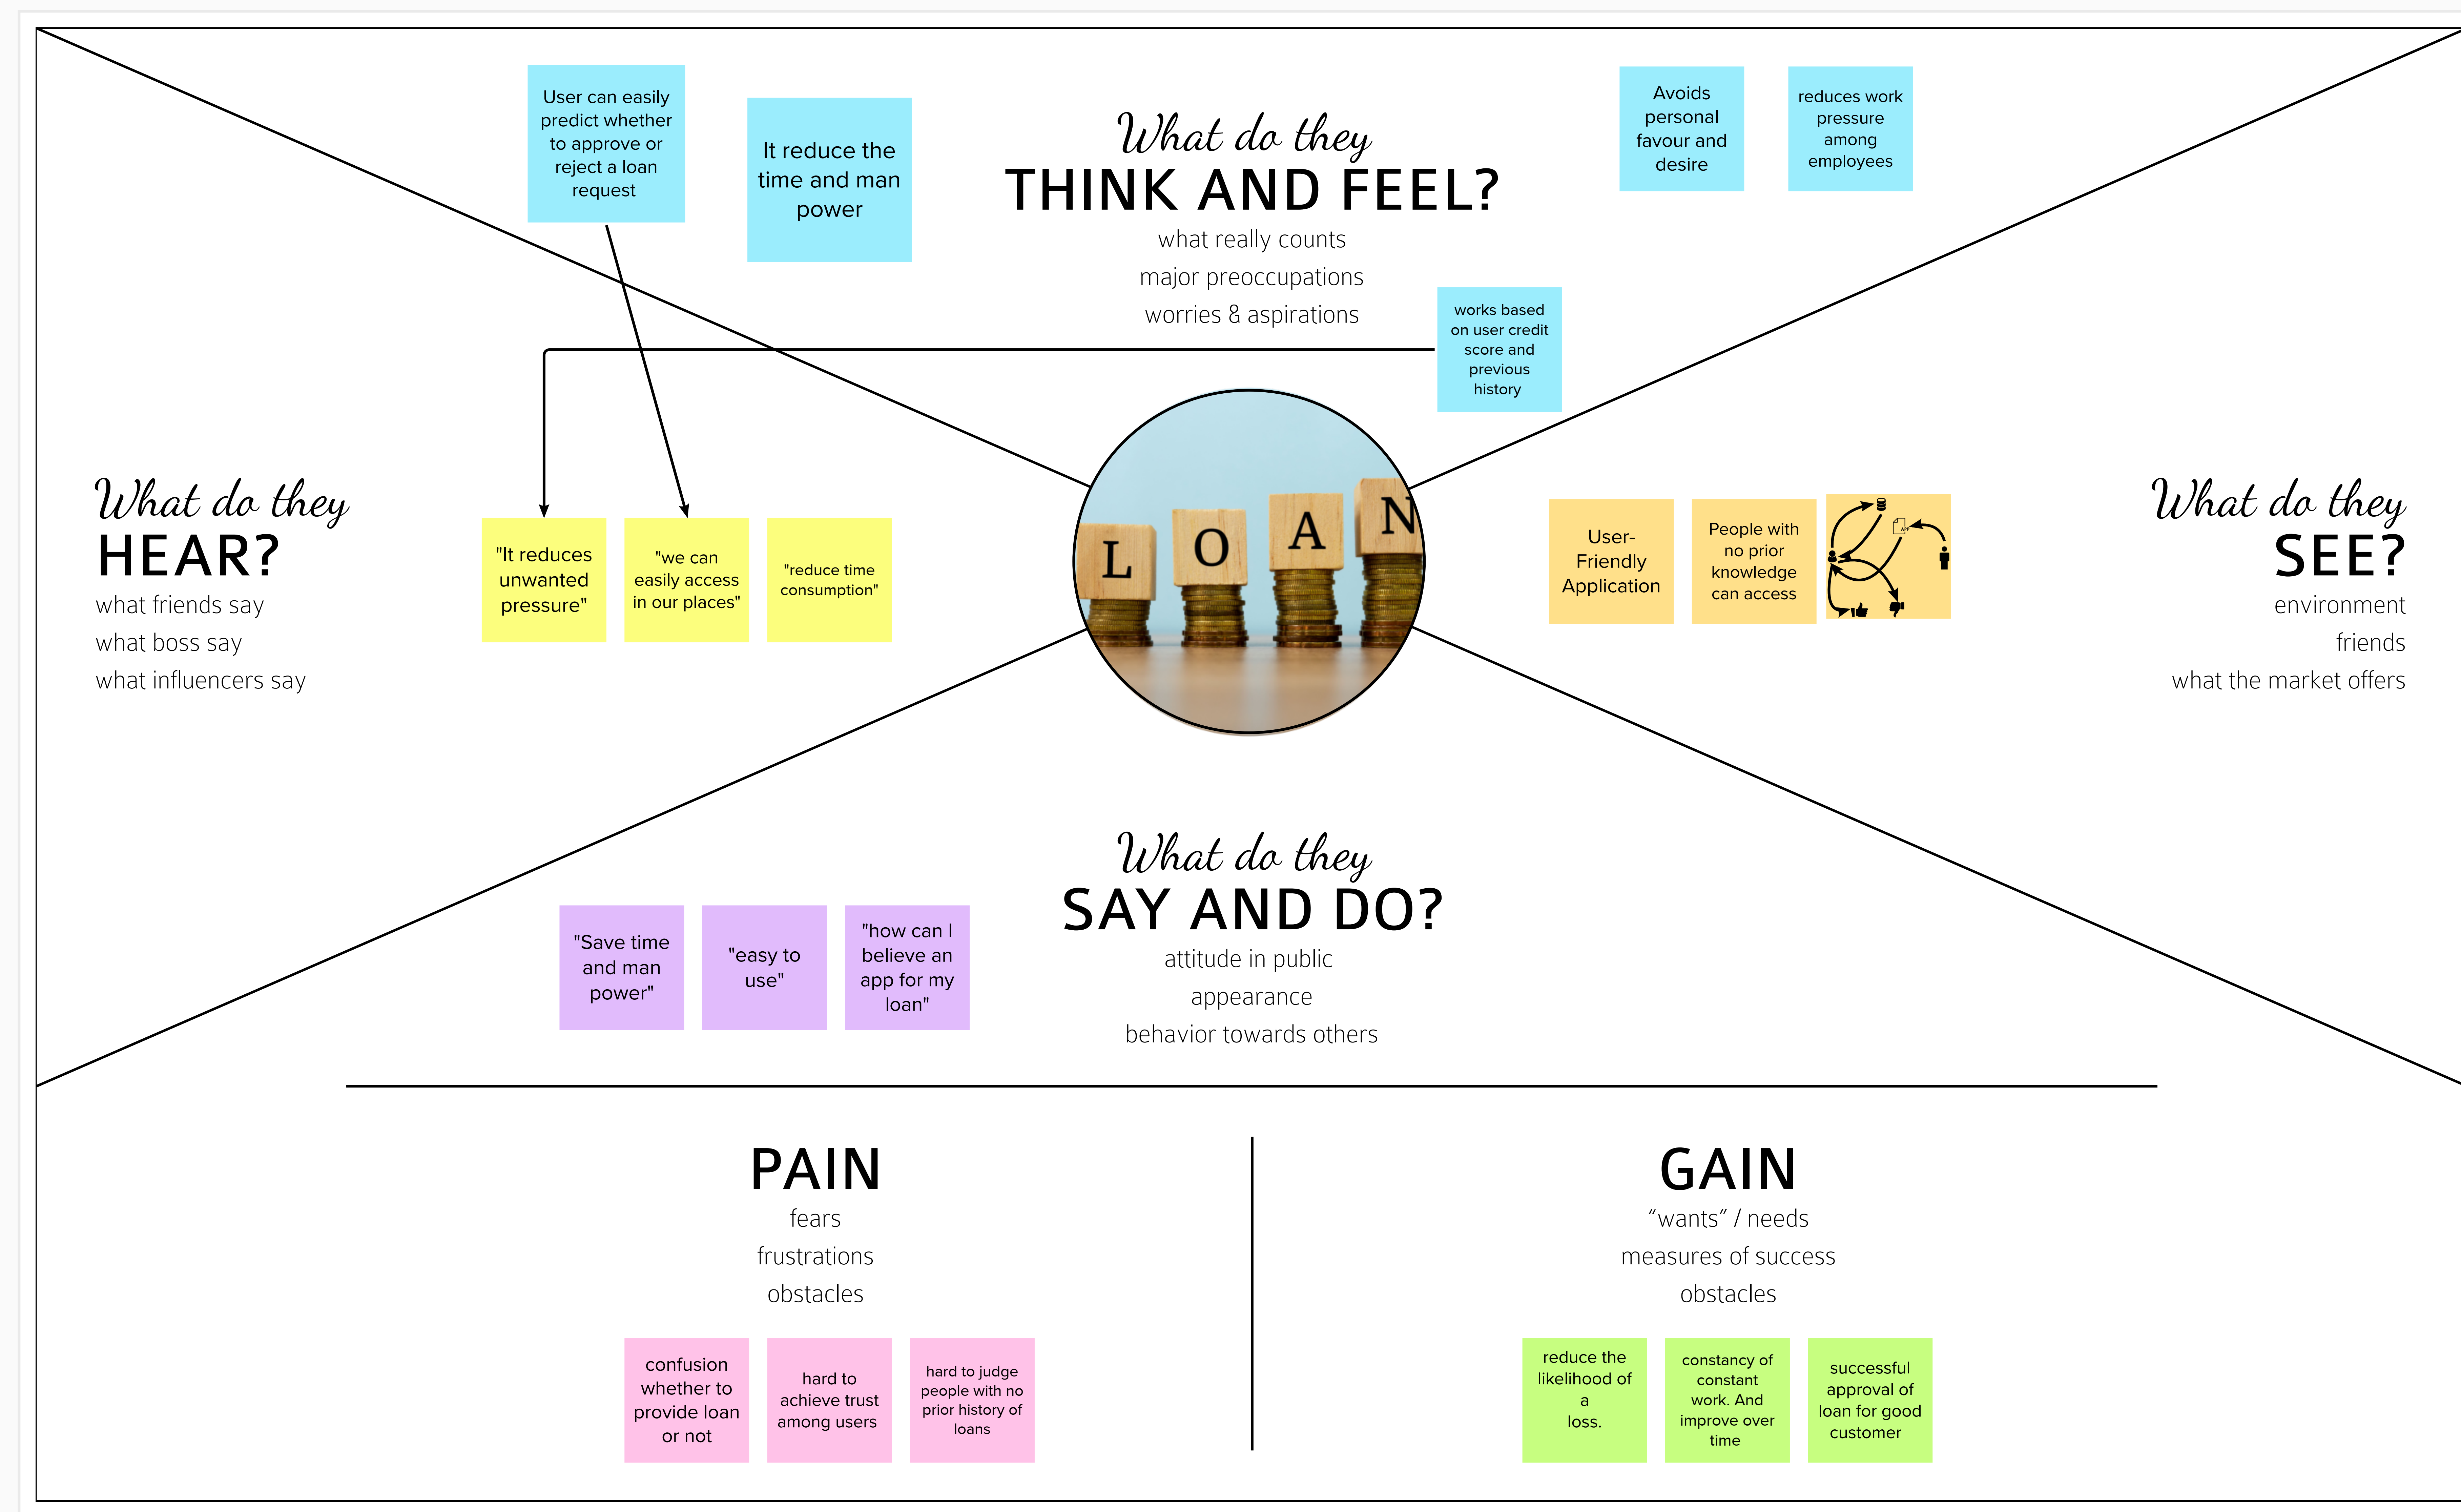 User can easily
predict whether
to approve or
reject a loan
request
It reduce the
time and man
power
What do they
THINK AND FEEL?
what really counts
major preoccupations
worries & aspirations
Avoids
personal
favour and
desire
reduces work
pressure
among
employees
works based
on user credit
score and
previous
history
What do they
HEAR?
what friends say
what boss say
what influencers say
"It reduces
unwanted
pressure"
"we can
easily access
in our places"
"reduce time
consumption"
L O A N
User-
Friendly
Application
People with
no prior
knowledge
can access
APP
What do they
SEE?
environment
friends
what the market offers
What do they
SAY AND DO?
attitude in public
appearance
behavior towards others
"Save time
and man
power"
"easy to
use"
"how can I
believe an
app for my
loan"
PAIN
fears
frustrations
obstacles
confusion
whether to
provide loan
or not
hard to
achieve trust
among users
hard to judge
people with no
prior history of
loans
GAIN
“wants” / needs
measures of success
obstacles
reduce the
likelihood of
a
loss.
constancy of
constant
work. And
improve over
time
successful
approval of
loan for good
customer